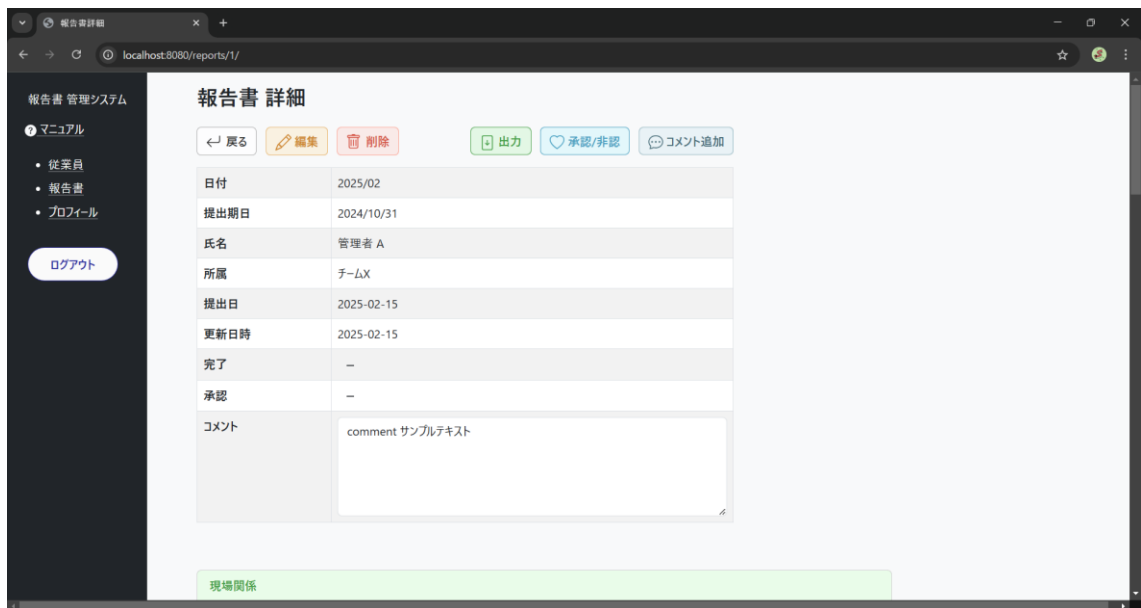 報告書詳細
localhost:8080/reports/1/
報告書 管理システム
マニュアル
従業員
報告書
プロフィール
ログアウト
報告書 詳細
戻る 編集 削除 出力 承認/非認 コメント追加
日付 2025/02
提出期日 2024/10/31
氏名 管理者 A
所属 チームX
提出日 2025-02-15
更新日時 2025-02-15
完了 –
承認 –
コメント comment サンプルテキスト
現場関係